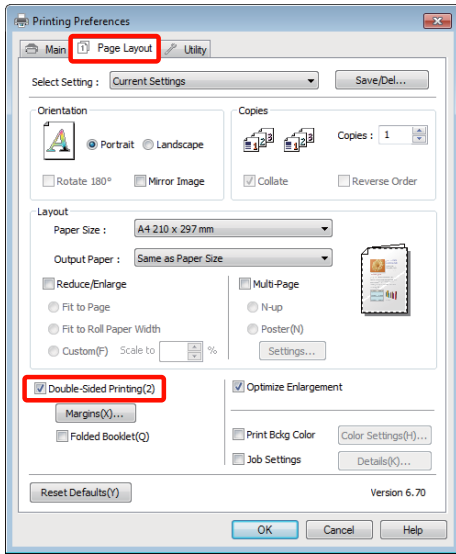 Printing Preferences
Main
Page Layout
Utility
Select Setting :
Current Settings
Save/Del...
Orientation
Portrait
Landscape
Rotate 180°
Mirror Image
Copies
Copies :
1
Collate
Reverse Order
Layout
Paper Size :
A4 210 x 297 mm
Output Paper :
Same as Paper Size
Reduce/Enlarge
Fit to Page
Fit to Roll Paper Width
Custom(F)
Scale to
%
Multi-Page
N-up
Poster(N)
Settings...
Double-Sided Printing(2)
Margins(X)...
Folded Booklet(Q)
Optimize Enlargement
Print Bckg Color
Color Settings(H)...
Job Settings
Details(K)...
Reset Defaults(Y)
Version 6.70
OK
Cancel
Help